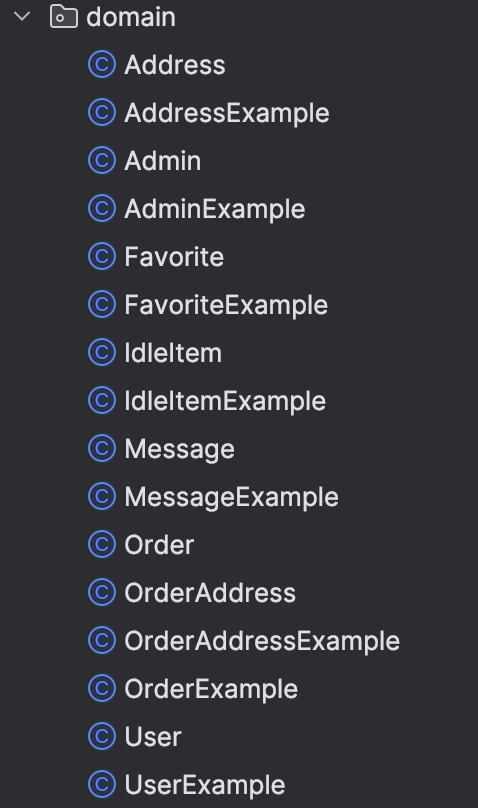 domain
Address
AddressExample
Admin
AdminExample
Favorite
FavoriteExample
IdleItem
IdleItemExample
Message
MessageExample
Order
OrderAddress
OrderAddressExample
OrderExample
User
UserExample